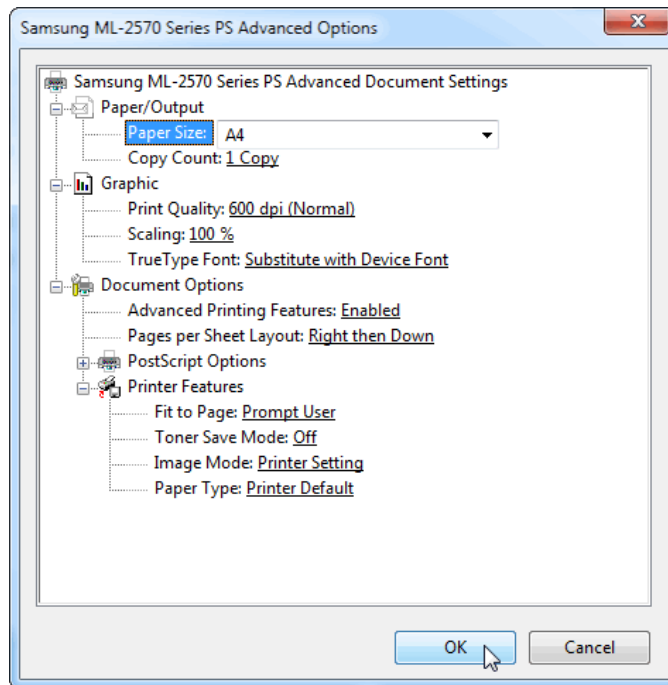 Samsung ML-2570 Series PS Advanced Options
Samsung ML-2570 Series PS Advanced Document Settings
Paper/Output
Paper Size: A4
Copy Count: 1 Copy
Graphic
Print Quality: 600 dpi (Normal)
Scaling: 100 %
TrueType Font: Substitute with Device Font
Document Options
Advanced Printing Features: Enabled
Pages per Sheet Layout: Right then Down
PostScript Options
Printer Features
Fit to Page: Prompt User
Toner Save Mode: Off
Image Mode: Printer Setting
Paper Type: Printer Default
OK Cancel